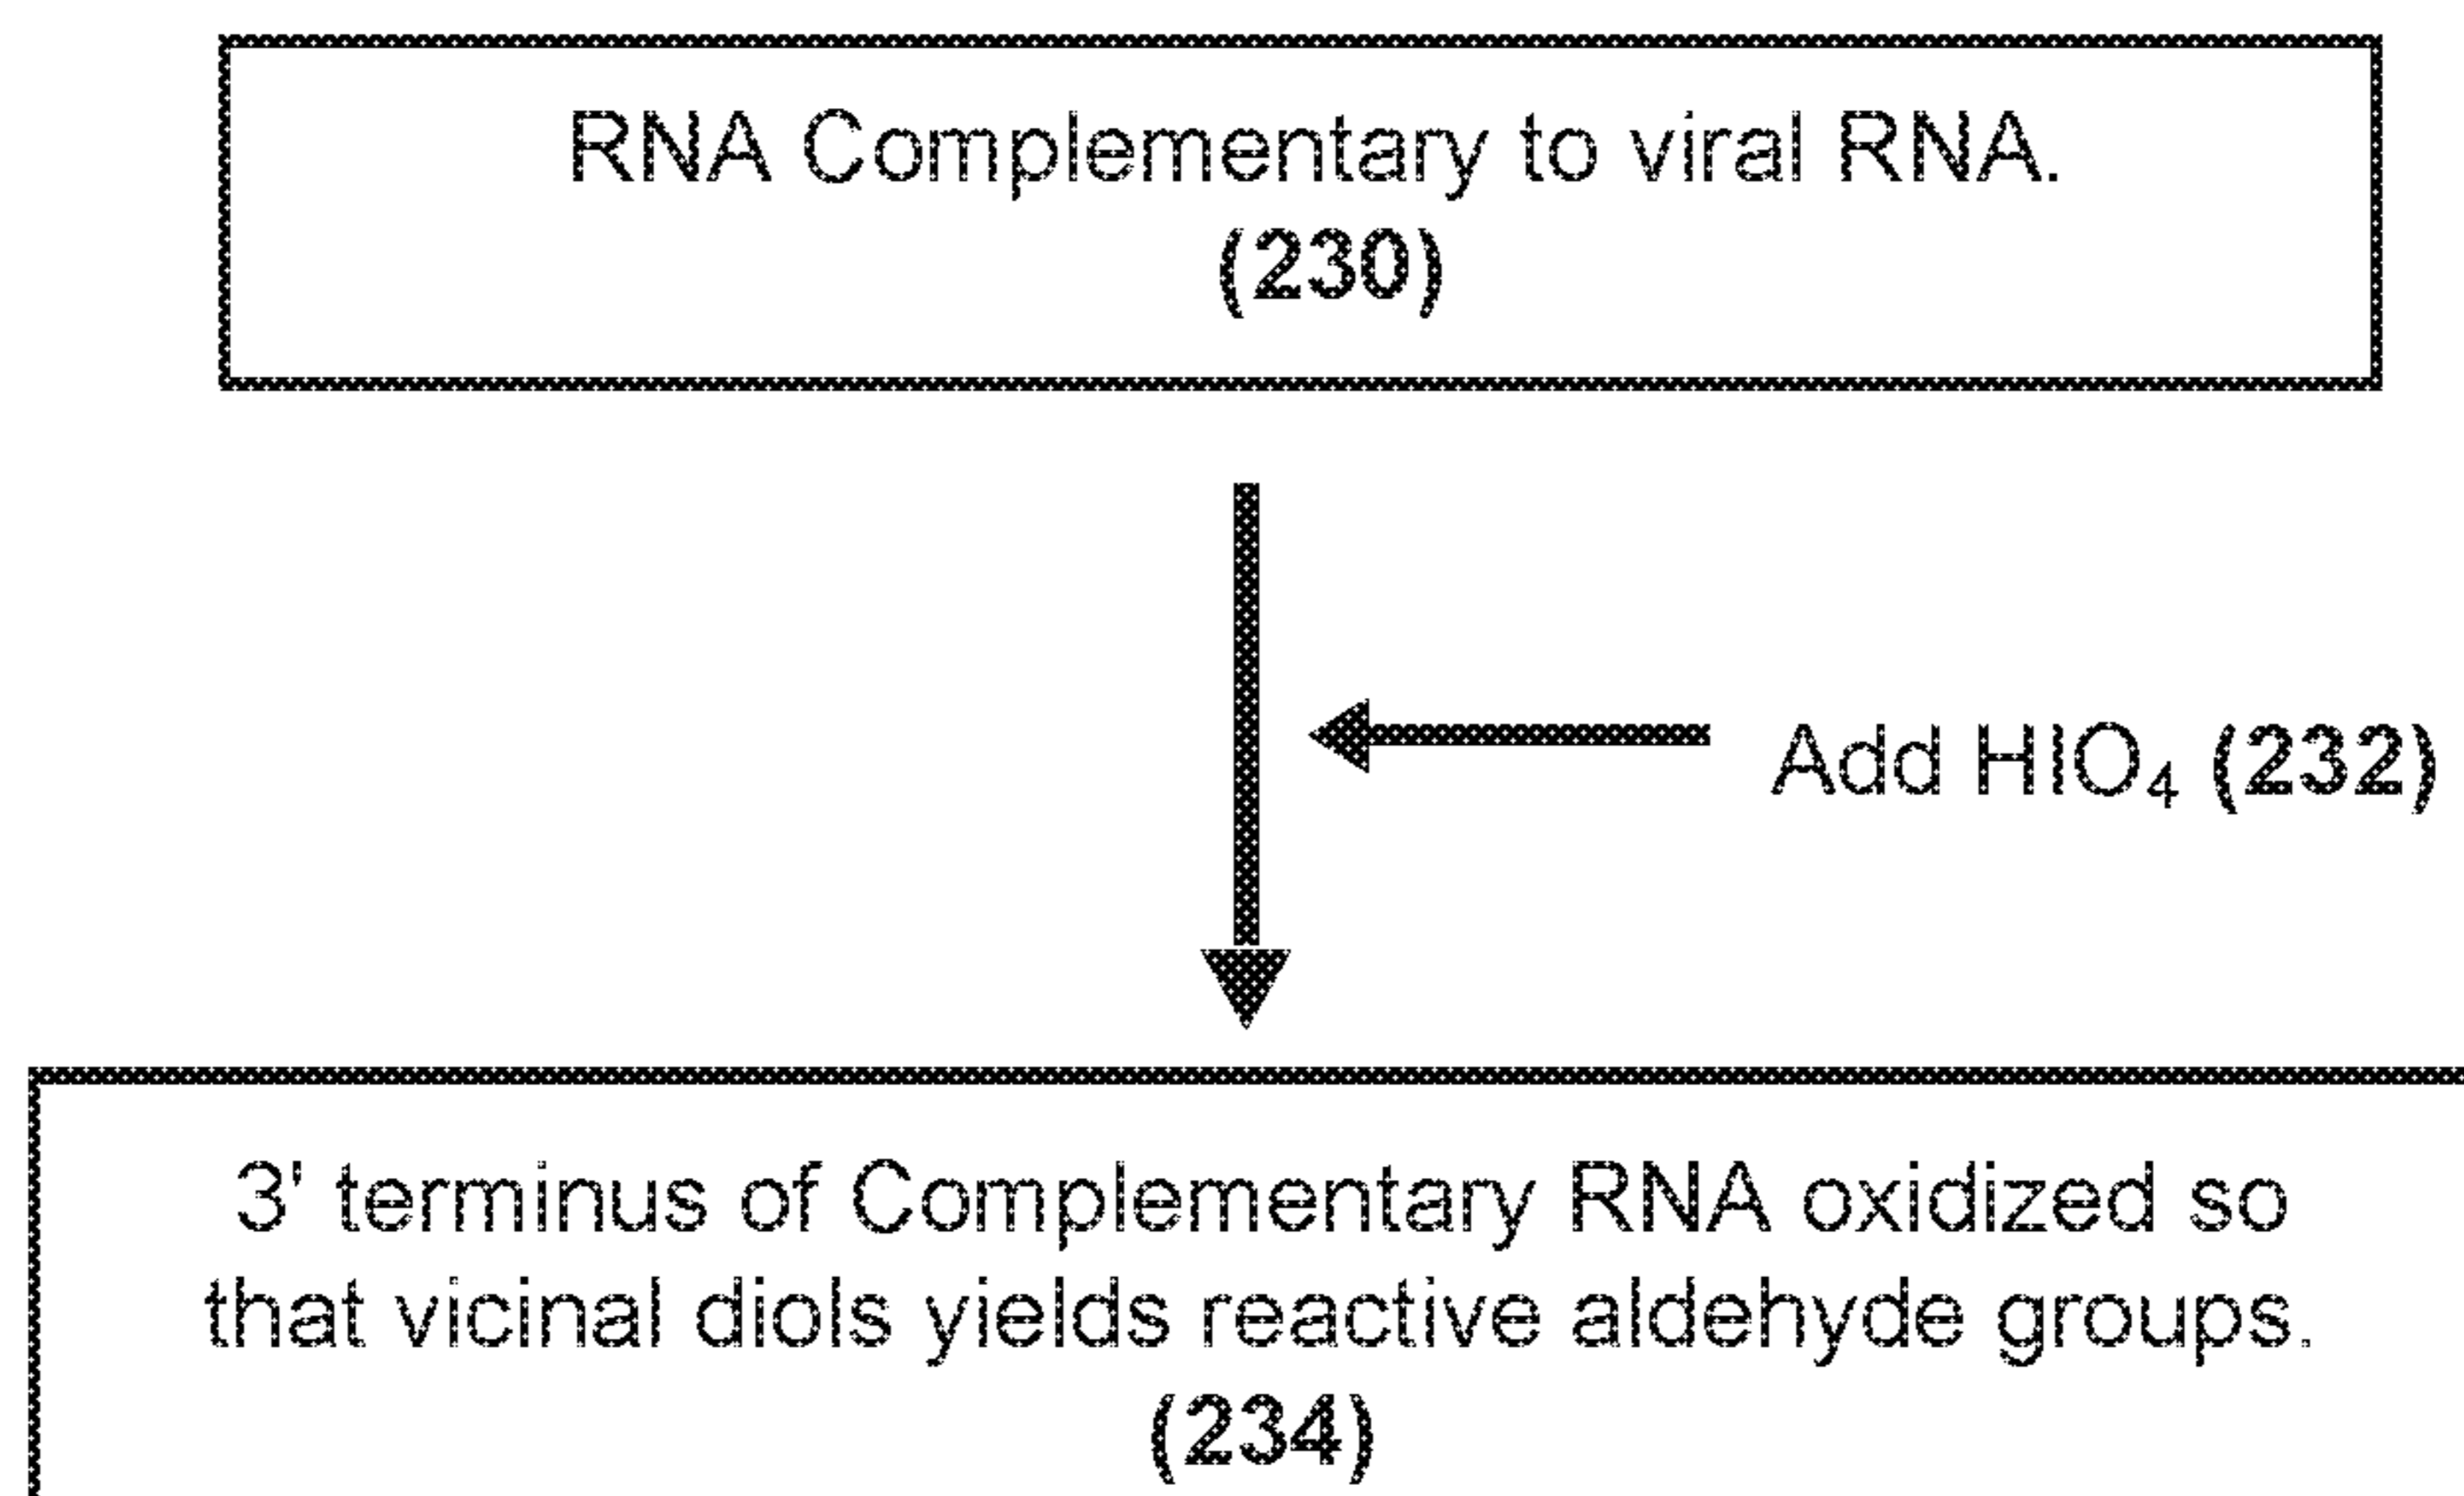 RNA Complementary to viral RNA.
(230)
Add HIO₄ (232)
3' terminus of Complementary RNA oxidized so
that vicinal diols yields reactive aldehyde groups.
(234)